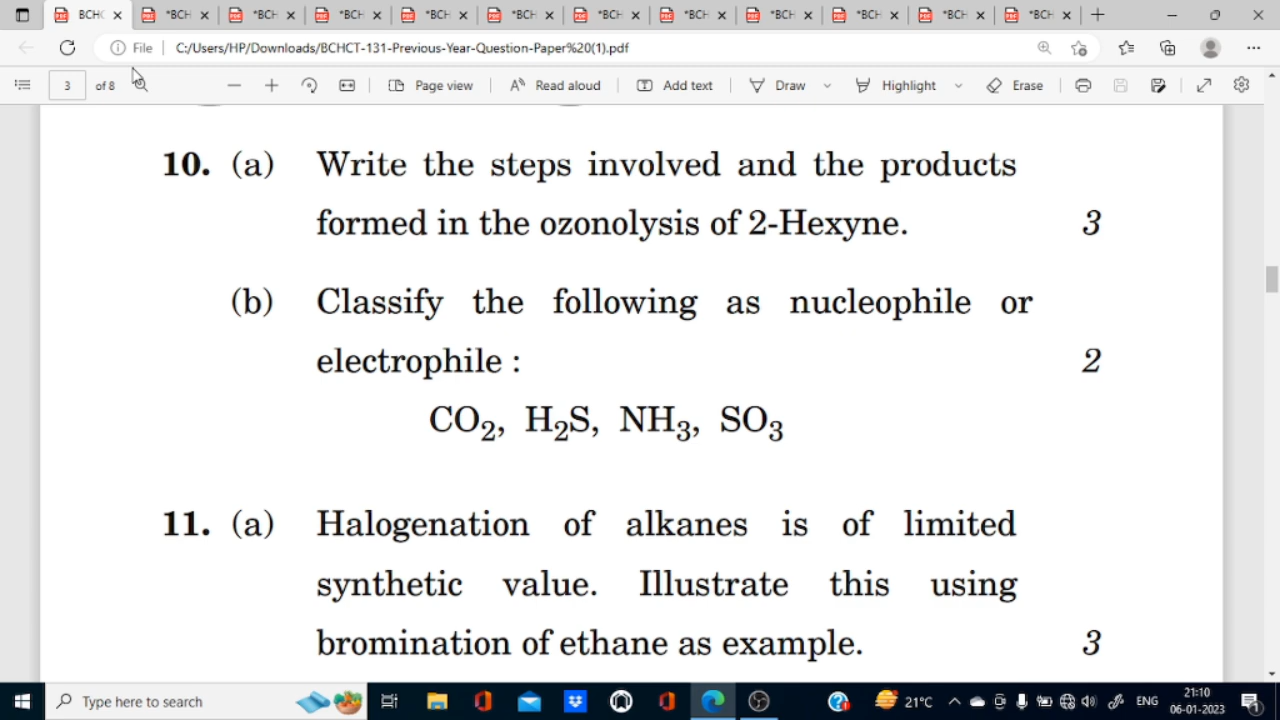 BCHC
*BCH
*BCH
*BCH
*BCH
*BCH
*BCH
*BCH
*BCH
*BCH
*BCH
*BCH
File C:/Users/HP/Downloads/BCHCT-131-Previous-Year-Question-Paper%20(1).pdf
3 of 8 Page view Read aloud Add text Draw Highlight Erase
10. (a) Write the steps involved and the products
formed in the ozonolysis of 2-Hexyne. 3
(b) Classify the following as nucleophile or
electrophile : 2
CO₂, H₂S, NH₃, SO₃
11. (a) Halogenation of alkanes is of limited
synthetic value. Illustrate this using
bromination of ethane as example. 3
Type here to search 21°C ENG 21:10
06-01-2023